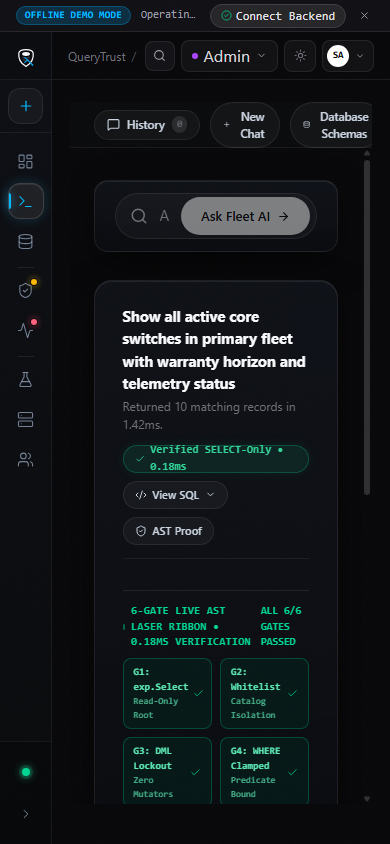 OFFLINE DEMO MODE Operatin… Connect Backend
QueryTrust / Admin SA
History 0 New Chat Database Schemas
A Ask Fleet AI →
Show all active core
switches in primary fleet
with warranty horizon and
telemetry status
Returned 10 matching records in
1.42ms.
Verified SELECT-Only •
0.18ms
View SQL
AST Proof
6-GATE LIVE AST
LASER RIBBON •
0.18MS VERIFICATION
ALL 6/6
GATES
PASSED
G1:
exp.Select
Read-Only
Root
G2:
Whitelist
Catalog
Isolation
G3: DML
Lockout
Zero
Mutators
G4: WHERE
Clamped
Predicate
Bound